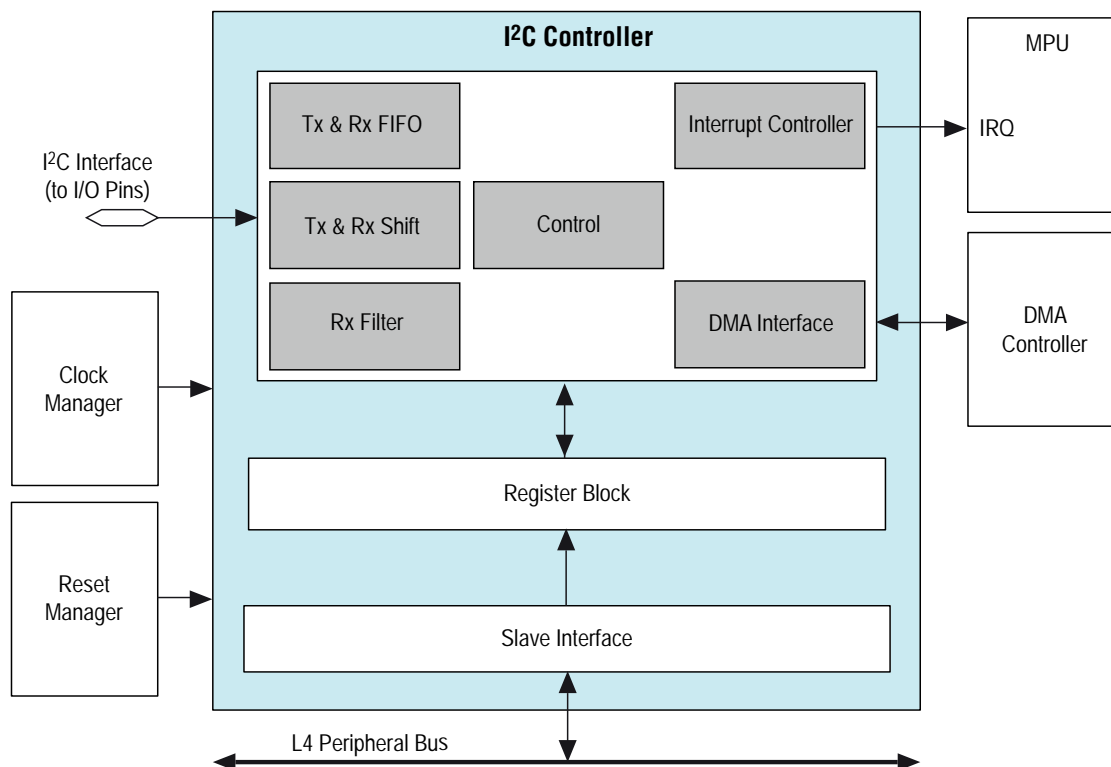 I²C Controller
MPU
Tx & Rx FIFO
Interrupt Controller
IRQ
I²C Interface
(to I/O Pins)
Tx & Rx Shift
Control
Rx Filter
DMA Interface
DMA
Controller
Clock
Manager
Register Block
Reset
Manager
Slave Interface
L4 Peripheral Bus